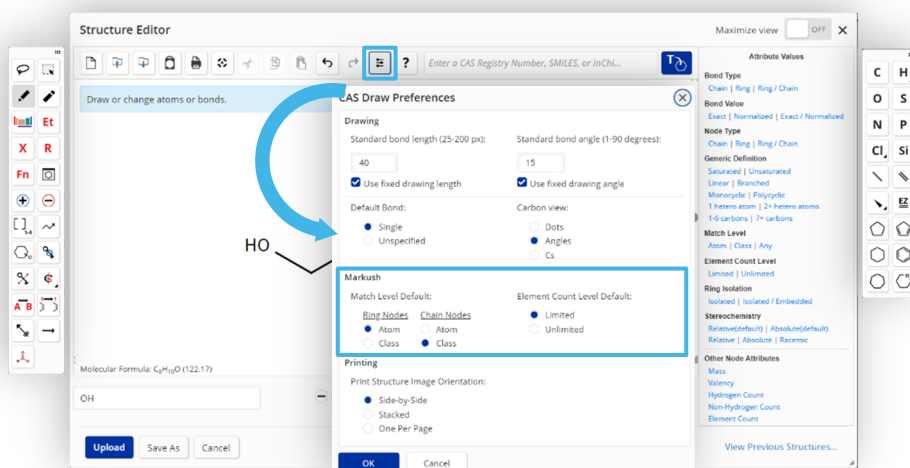 Structure Editor
Maximize view OFF
Enter a CAS Registry Number, SMILES, or InChI...
Draw or change atoms or bonds.
Et
X R
Fn
1-4
A B
HO
Molecular Formula: C₈H₁₀O (122.17)
OH
Upload Save As Cancel
CAS Draw Preferences
Drawing
Standard bond length (25-200 px): Standard bond angle (1-90 degrees):
40 15
Use fixed drawing length Use fixed drawing angle
Default Bond: Carbon view:
Single Dots
Unspecified Angles
Cs
Markush
Match Level Default: Element Count Level Default:
Ring Nodes Chain Nodes Limited
Atom Atom Unlimited
Class Class
Printing
Print Structure Image Orientation:
Side-by-Side
Stacked
One Per Page
OK Cancel
Attribute Values
Bond Type
Chain | Ring | Ring / Chain
Bond Value
Exact | Normalized | Exact / Normalized
Node Type
Chain | Ring | Ring / Chain
Generic Definition
Saturated | Unsaturated
Linear | Branched
Monocyclic | Polycyclic
1 hetero atom | 2+ hetero atoms
1-6 carbons | 7+ carbons
Match Level
Atom | Class | Any
Element Count Level
Limited | Unlimited
Ring Isolation
Isolated | Isolated / Embedded
Stereochemistry
Relative(default) | Absolute(default)
Relative | Absolute | Racemic
Other Node Attributes
Mass
Valency
Hydrogen Count
Non-Hydrogen Count
Element Count
View Previous Structures...
C H
O S
N P
Cl Si
EZ